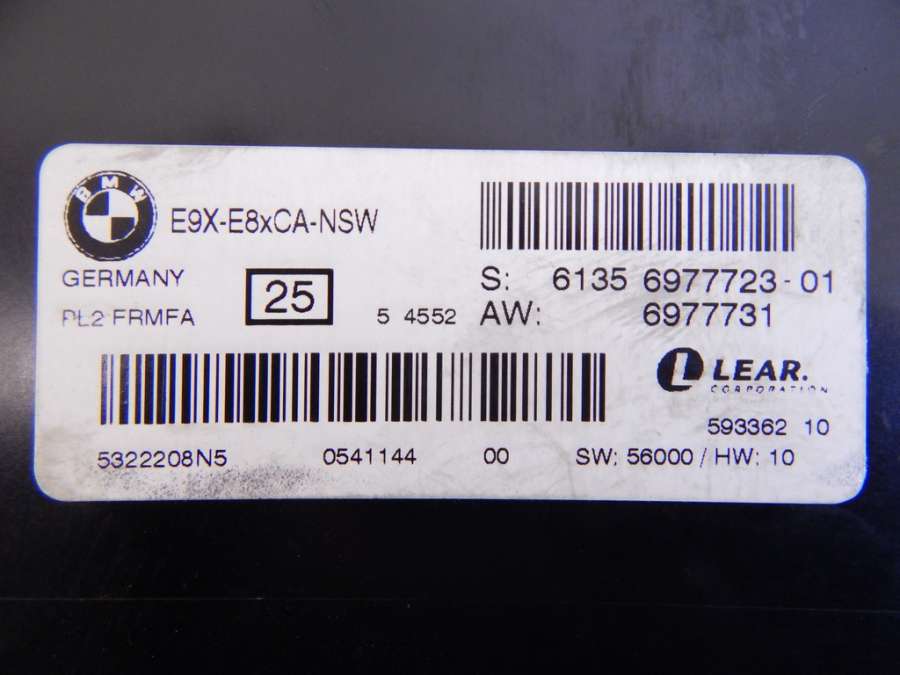 BMW
E9X-E8xCA-NSW
GERMANY
25
S: 6135 6977723-01
PL2 FRMFA
5 4552
AW: 6977731
LEAR.
CORPORATION
593362 10
5322208N5 0541144 00 SW: 56000 / HW: 10